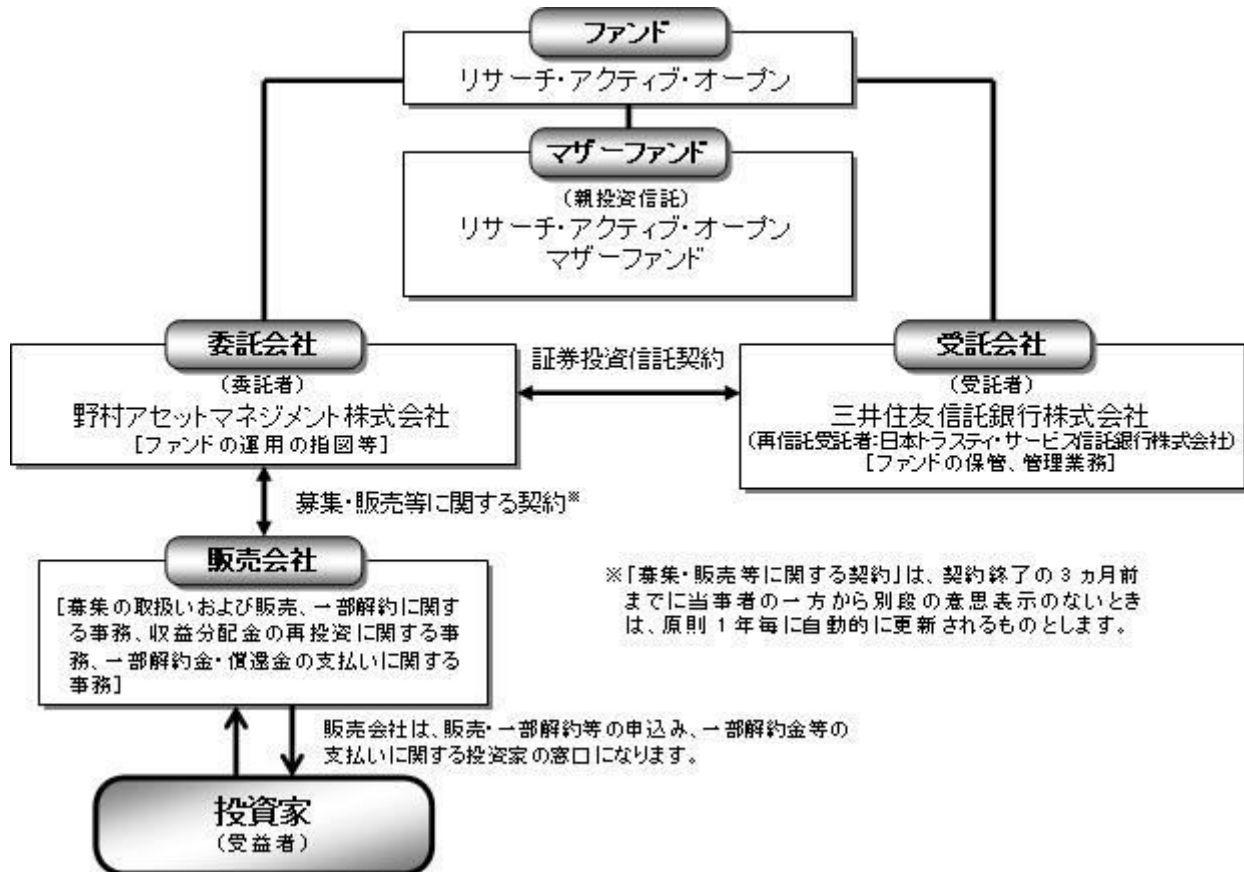 ファンド
リサーチ・アクティブ・オープン
マザーファンド
(親投資信託)
リサーチ・アクティブ・オープン
マザーファンド
委託会社
(委託者)
野村アセットマネジメント株式会社
[ファンドの運用の指図等]
証券投資信託契約
受託会社
(受託者)
三井住友信託銀行株式会社
(再信託受託者:日本トラスティ・サービス信託銀行株式会社)
[ファンドの保管、管理業務]
募集・販売等に関する契約※
販売会社
[募集の取扱いおよび販売、一部解約に関す
る事務、収益分配金の再投資に関する事
務、一部解約金・償還金の支払いに関する
事務]
※「募集・販売等に関する契約」は、契約終了の3ヵ月前
までに当事者の一方から別段の意思表示のないとき
は、原則1年毎に自動的に更新されるものとします。
販売会社は、販売・一部解約等の申込み、一部解約金等の
支払いに関する投資家の窓口になります。
投資家
(受益者)